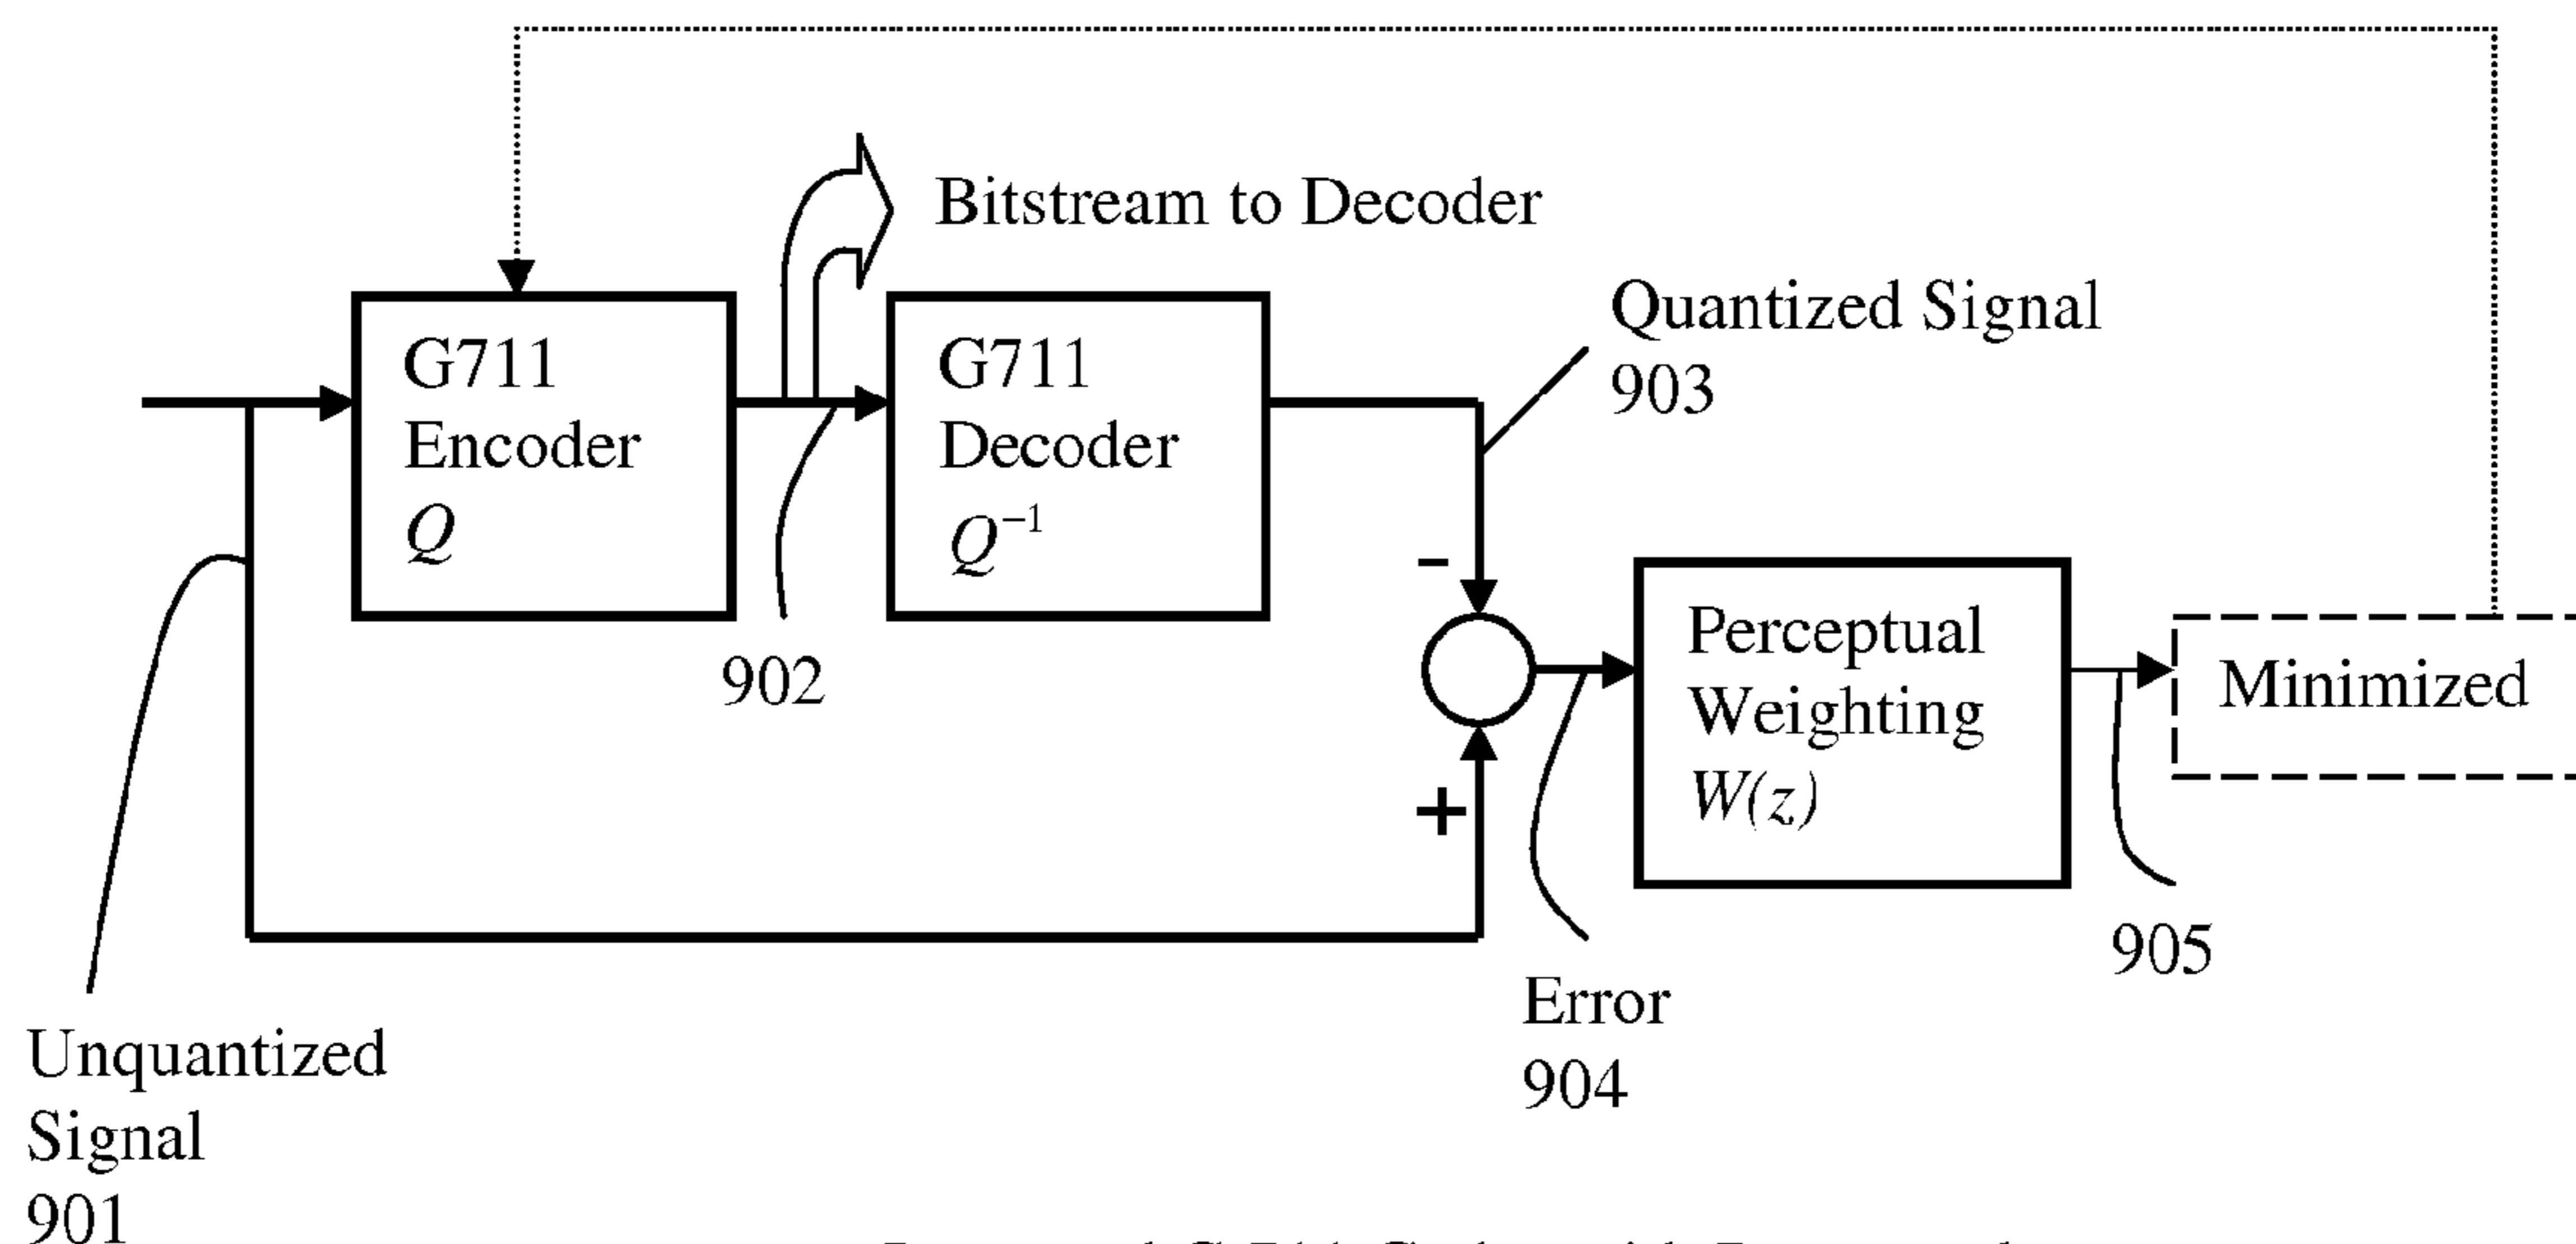 Bitstream to Decoder
G711
Encoder
Q
G711
Decoder
Q⁻¹
Quantized Signal
903
902
-
+
Perceptual
Weighting
W(z)
Minimized
905
Error
904
Unquantized
Signal
901